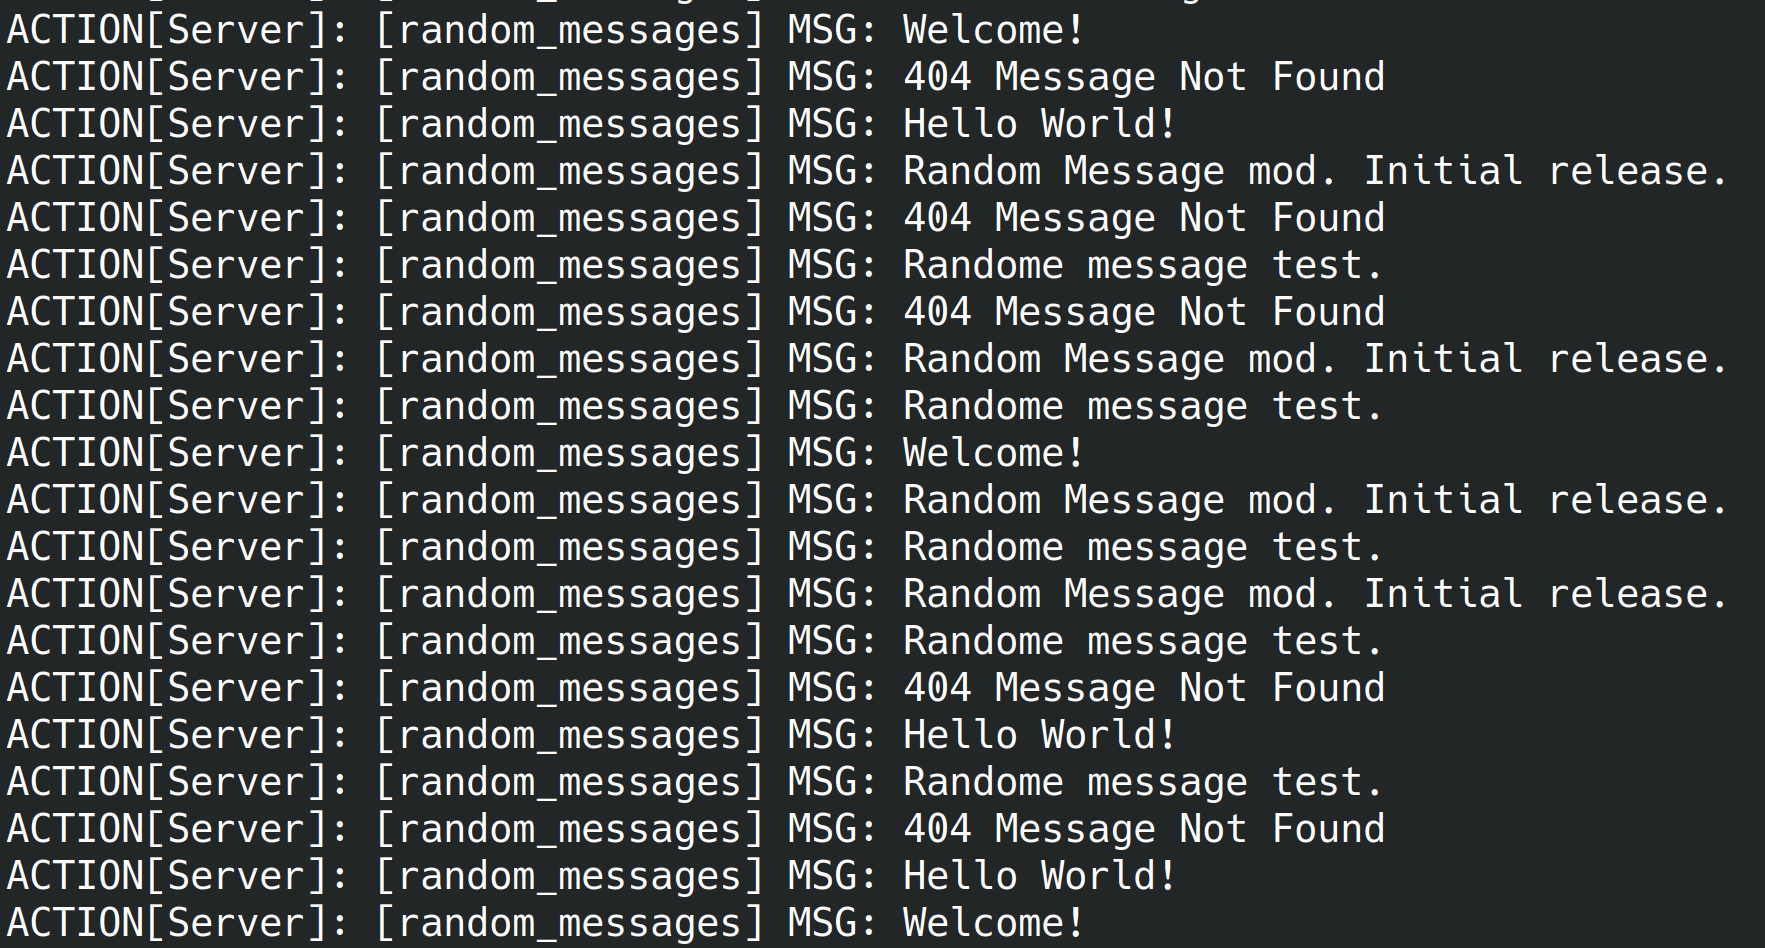 ACTION[Server]: [random_messages] MSG: Welcome!
ACTION[Server]: [random_messages] MSG: 404 Message Not Found
ACTION[Server]: [random_messages] MSG: Hello World!
ACTION[Server]: [random_messages] MSG: Random Message mod. Initial release.
ACTION[Server]: [random_messages] MSG: 404 Message Not Found
ACTION[Server]: [random_messages] MSG: Randome message test.
ACTION[Server]: [random_messages] MSG: 404 Message Not Found
ACTION[Server]: [random_messages] MSG: Random Message mod. Initial release.
ACTION[Server]: [random_messages] MSG: Randome message test.
ACTION[Server]: [random_messages] MSG: Welcome!
ACTION[Server]: [random_messages] MSG: Random Message mod. Initial release.
ACTION[Server]: [random_messages] MSG: Randome message test.
ACTION[Server]: [random_messages] MSG: Random Message mod. Initial release.
ACTION[Server]: [random_messages] MSG: Randome message test.
ACTION[Server]: [random_messages] MSG: 404 Message Not Found
ACTION[Server]: [random_messages] MSG: Hello World!
ACTION[Server]: [random_messages] MSG: Randome message test.
ACTION[Server]: [random_messages] MSG: 404 Message Not Found
ACTION[Server]: [random_messages] MSG: Hello World!
ACTION[Server]: [random_messages] MSG: Welcome!